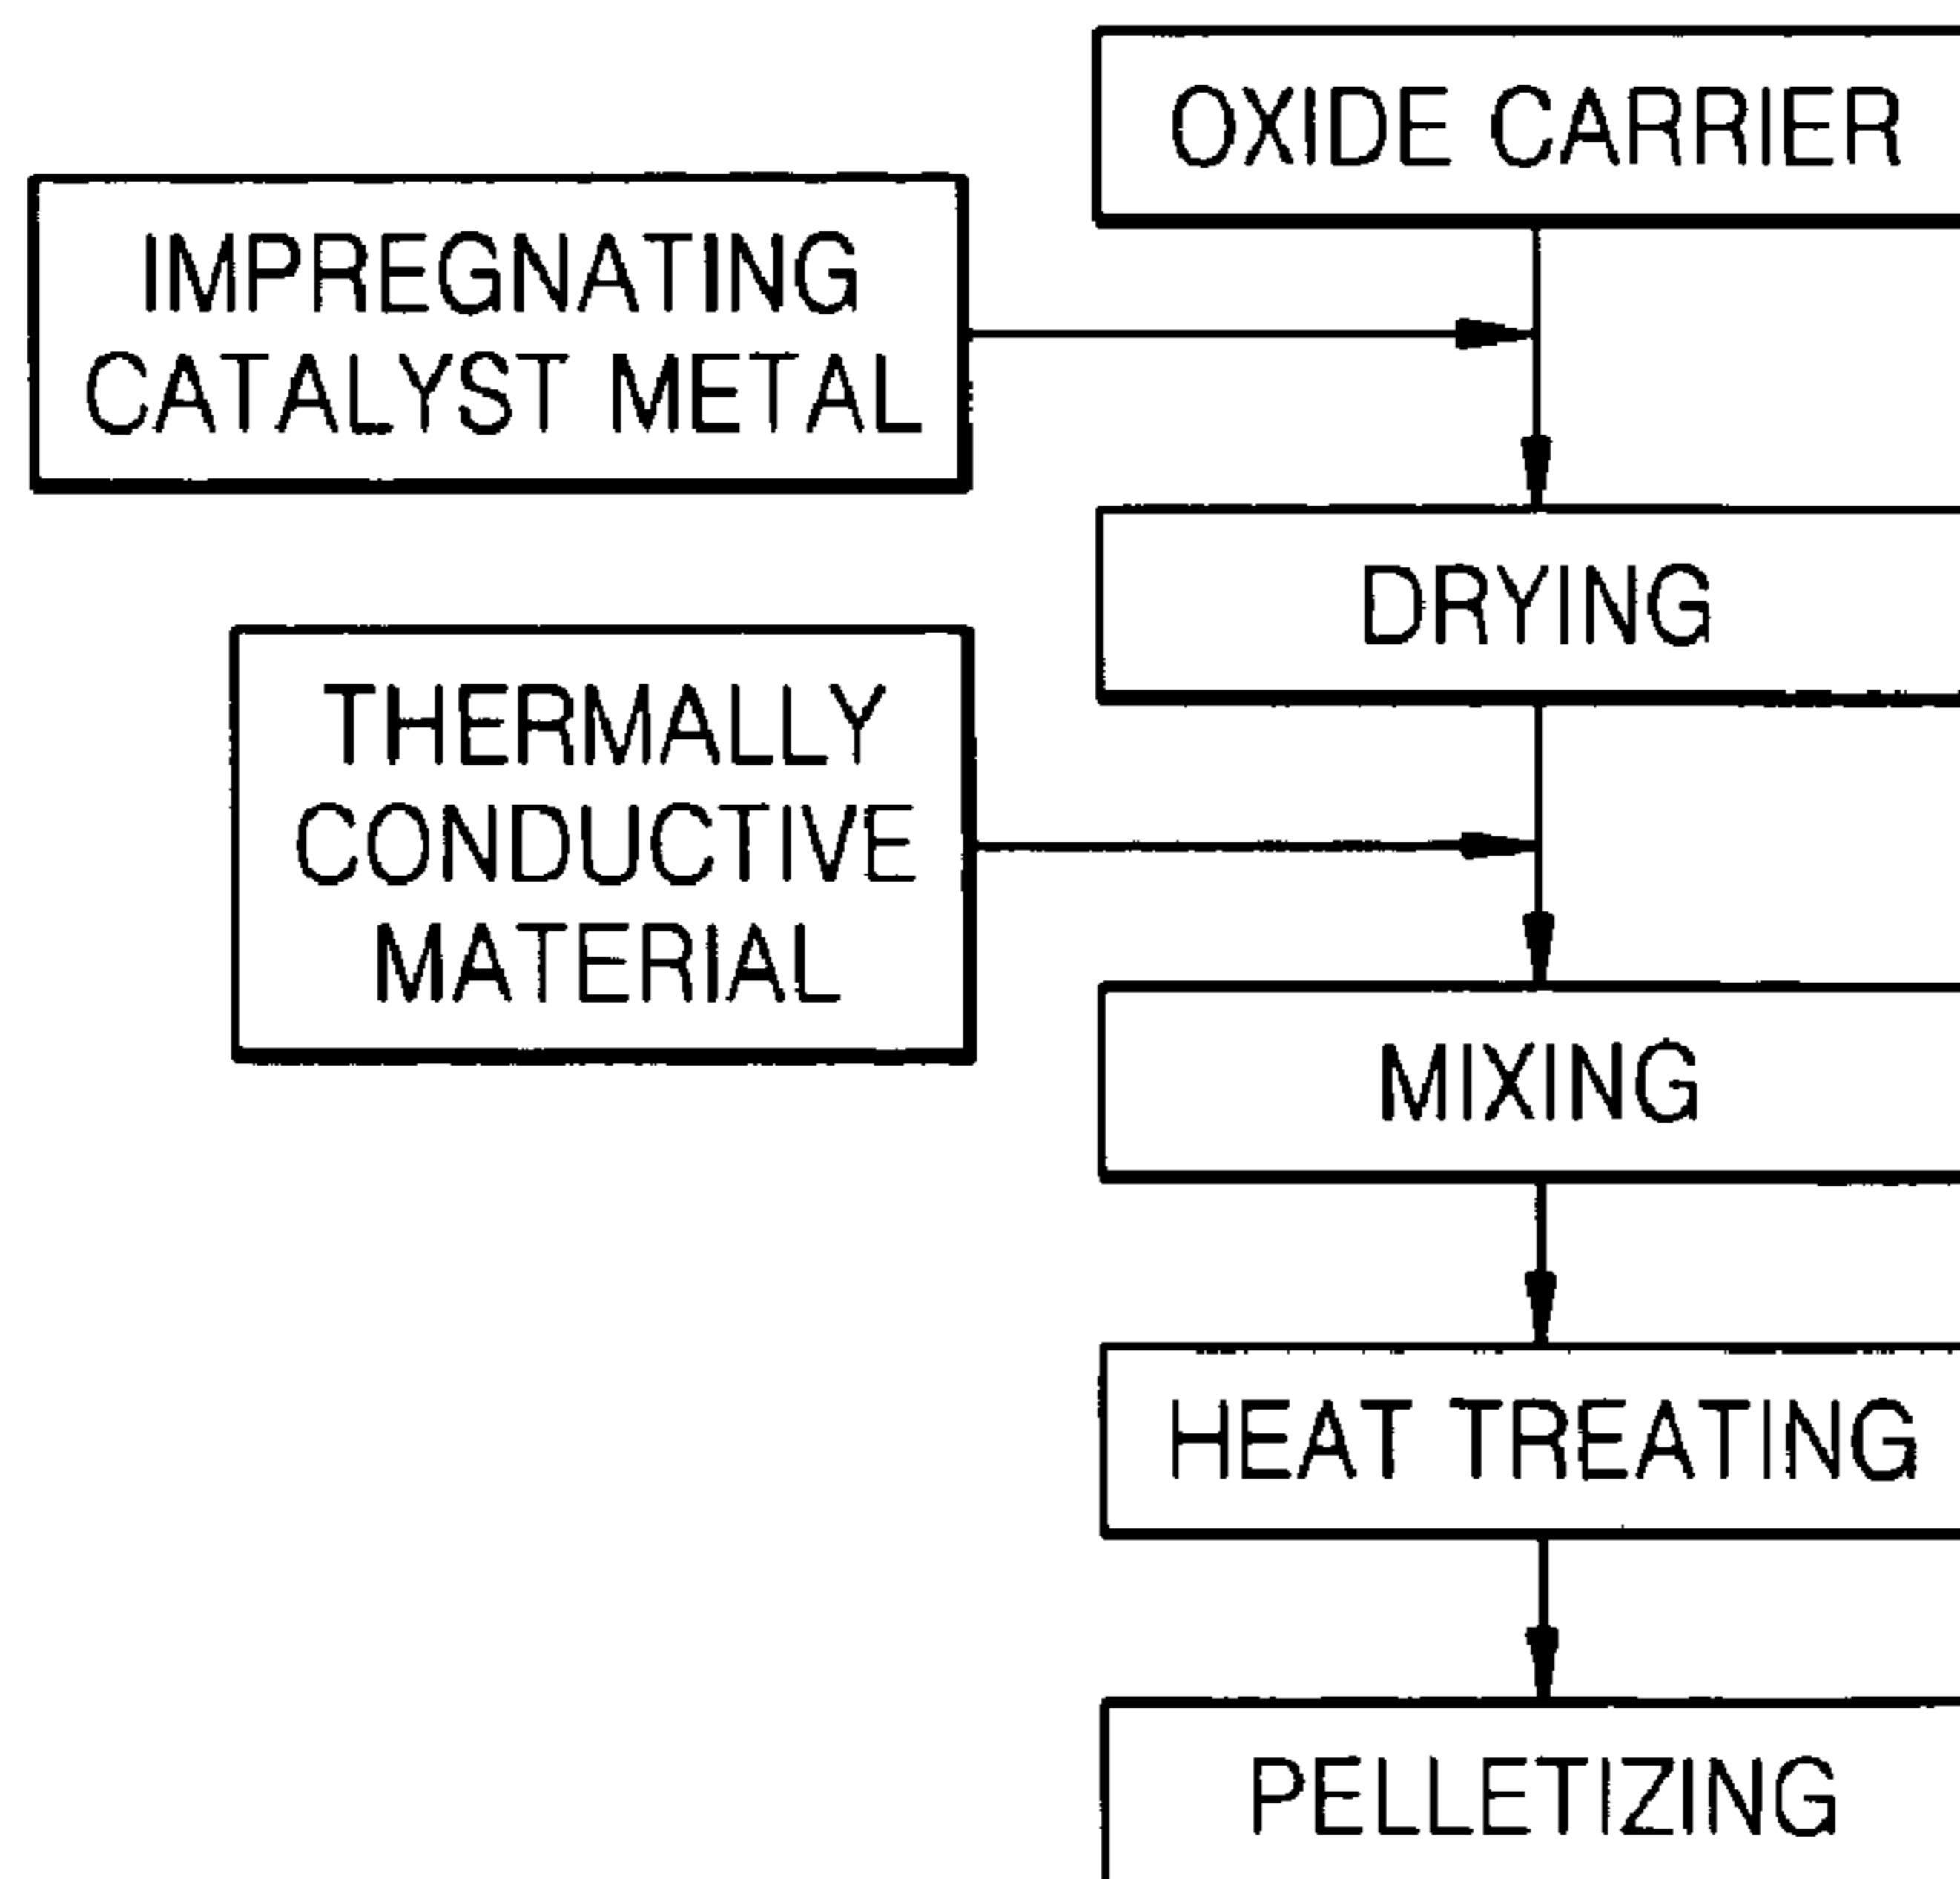 OXIDE CARRIER
IMPREGNATING
CATALYST METAL
DRYING
THERMALLY
CONDUCTIVE
MATERIAL
MIXING
HEAT TREATING
PELLETIZING